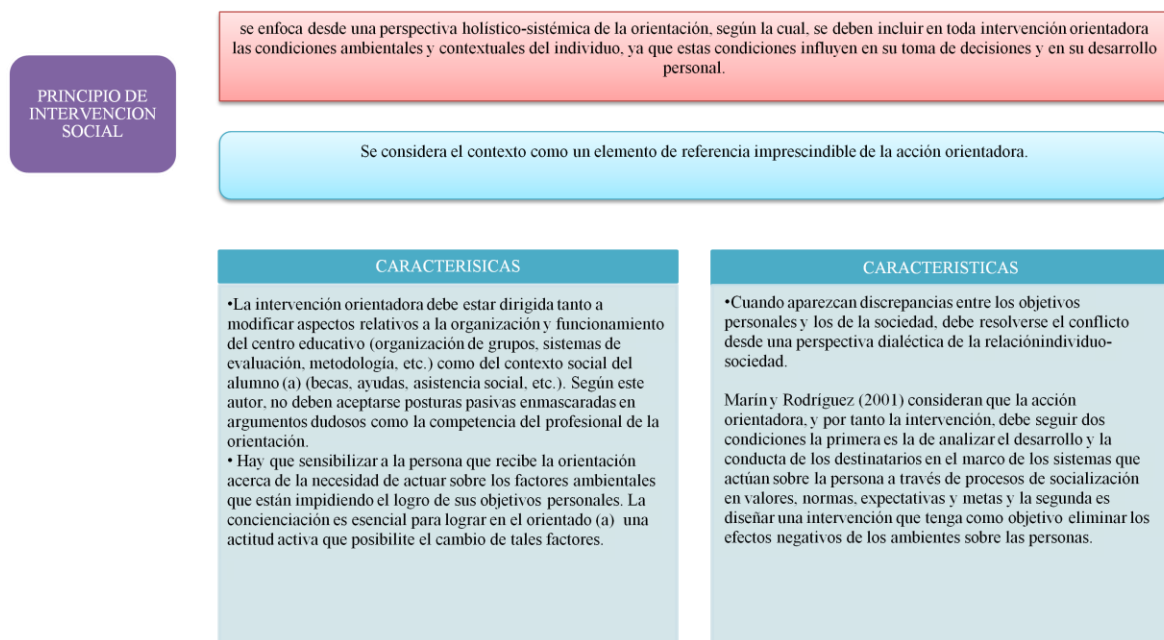 PRINCIPIO DE
INTERVENCION
SOCIAL
se enfoca desde una perspectiva holístico-sistémica de la orientación, según la cual, se deben incluir en toda intervención orientadora
las condiciones ambientales y contextuales del individuo, ya que estas condiciones influyen en su toma de decisiones y en su desarrollo
personal.
Se considera el contexto como un elemento de referencia imprescindible de la acción orientadora.
CARACTERISICAS
•La intervención orientadora debe estar dirigida tanto a
modificar aspectos relativos a la organización y funcionamiento
del centro educativo (organización de grupos, sistemas de
evaluación, metodología, etc.) como del contexto social del
alumno (a) (becas, ayudas, asistencia social, etc.). Según este
autor, no deben aceptarse posturas pasivas enmascaradas en
argumentos dudosos como la competencia del profesional de la
orientación.
• Hay que sensibilizar a la persona que recibe la orientación
acerca de la necesidad de actuar sobre los factores ambientales
que están impidiendo el logro de sus objetivos personales. La
concienciación es esencial para lograr en el orientado (a) una
actitud activa que posibilite el cambio de tales factores.
CARACTERISTICAS
•Cuando aparezcan discrepancias entre los objetivos
personales y los de la sociedad, debe resolverse el conflicto
desde una perspectiva dialéctica de la relaciónindividuo-
sociedad.
Marín y Rodríguez (2001) consideran que la acción
orientadora, y por tanto la intervención, debe seguir dos
condiciones la primera es la de analizar el desarrollo y la
conducta de los destinatarios en el marco de los sistemas que
actúan sobre la persona a través de procesos de socialización
en valores, normas, expectativas y metas y la segunda es
diseñar una intervención que tenga como objetivo eliminar los
efectos negativos de los ambientes sobre las personas.